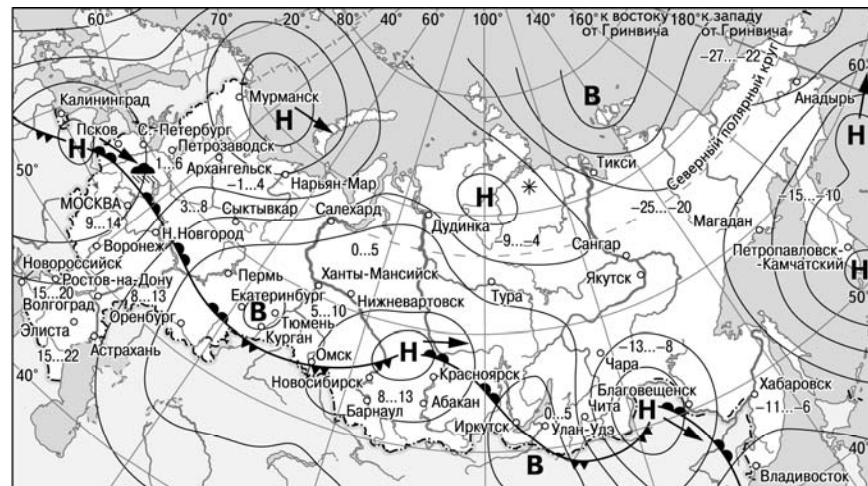 60° 70° 20° 40° 60° 100° 140° 160° к востоку 180° к западу
от Гринвича от Гринвича
−27...−22
Северный полярный круг
60°
В
Анадырь
Калининград
Мурманск
Н
Псков
С.-Петербург
Н
Петрозаводск
1...6
Н
50°
Архангельск
Тикси
−1...4
Нарьян-Мар
Н
−15...−10
МОСКВА
3...8
Сыктывкар
Салехард
−25...−20
9...14
Дудинка
Магадан
Н.Новгород
−9...−4
Воронеж
0...5
Сангар
Петропавловск-
Камчатский
Новороссийск
Ростов-на-Дону
Пермь
Ханты-Мансийск
Якутск
Н
15...20
8...13
Екатеринбург
Нижневартовск
Тура
50°
Волгоград
В
5...10
Оренбург
Тюмень
−13...−8
Элиста
Курган
Омск
Н
Чара
15...22
Астрахань
Красноярск
Благовещенск
Хабаровск
40°
Новосибирск
8...13
Абакан
0...5
Чита
Н
−11...−6
Барнаул
Иркутск
Улан-Удэ
В
40°
Владивосток